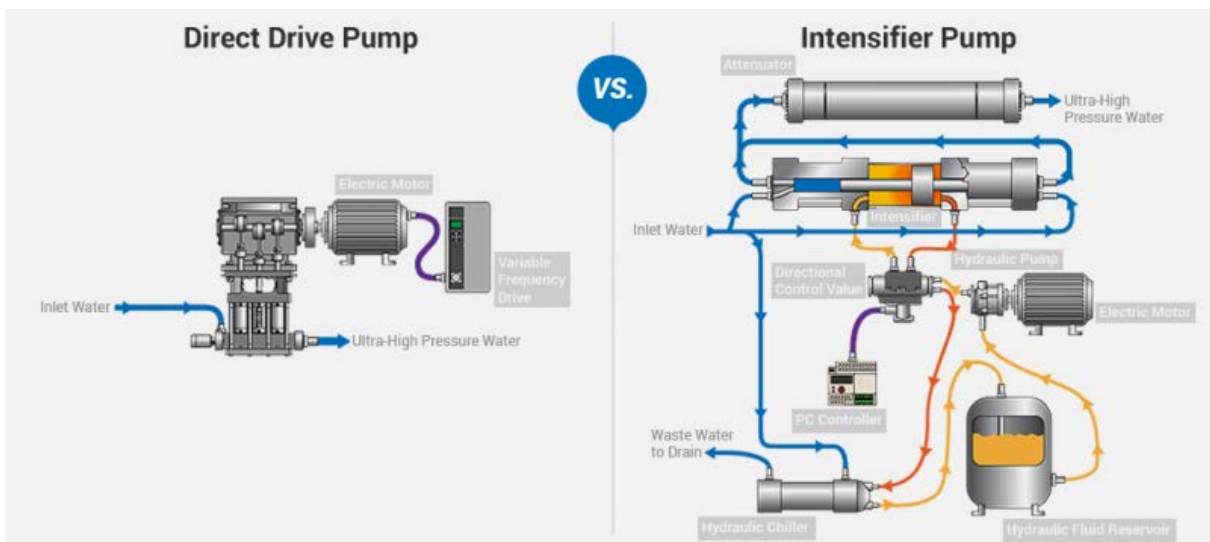 Direct Drive Pump
VS.
Intensifier Pump
Electric Motor
Variable
Frequency
Drive
Inlet Water
Ultra-High Pressure Water
Attenuator
Ultra-High
Pressure Water
Intensifier
Inlet Water
Hydraulic Pump
Directional
Control Value
Electric Motor
PC Controller
Waste Water
to Drain
Hydraulic Chiller
Hydraulic Fluid Reservoir